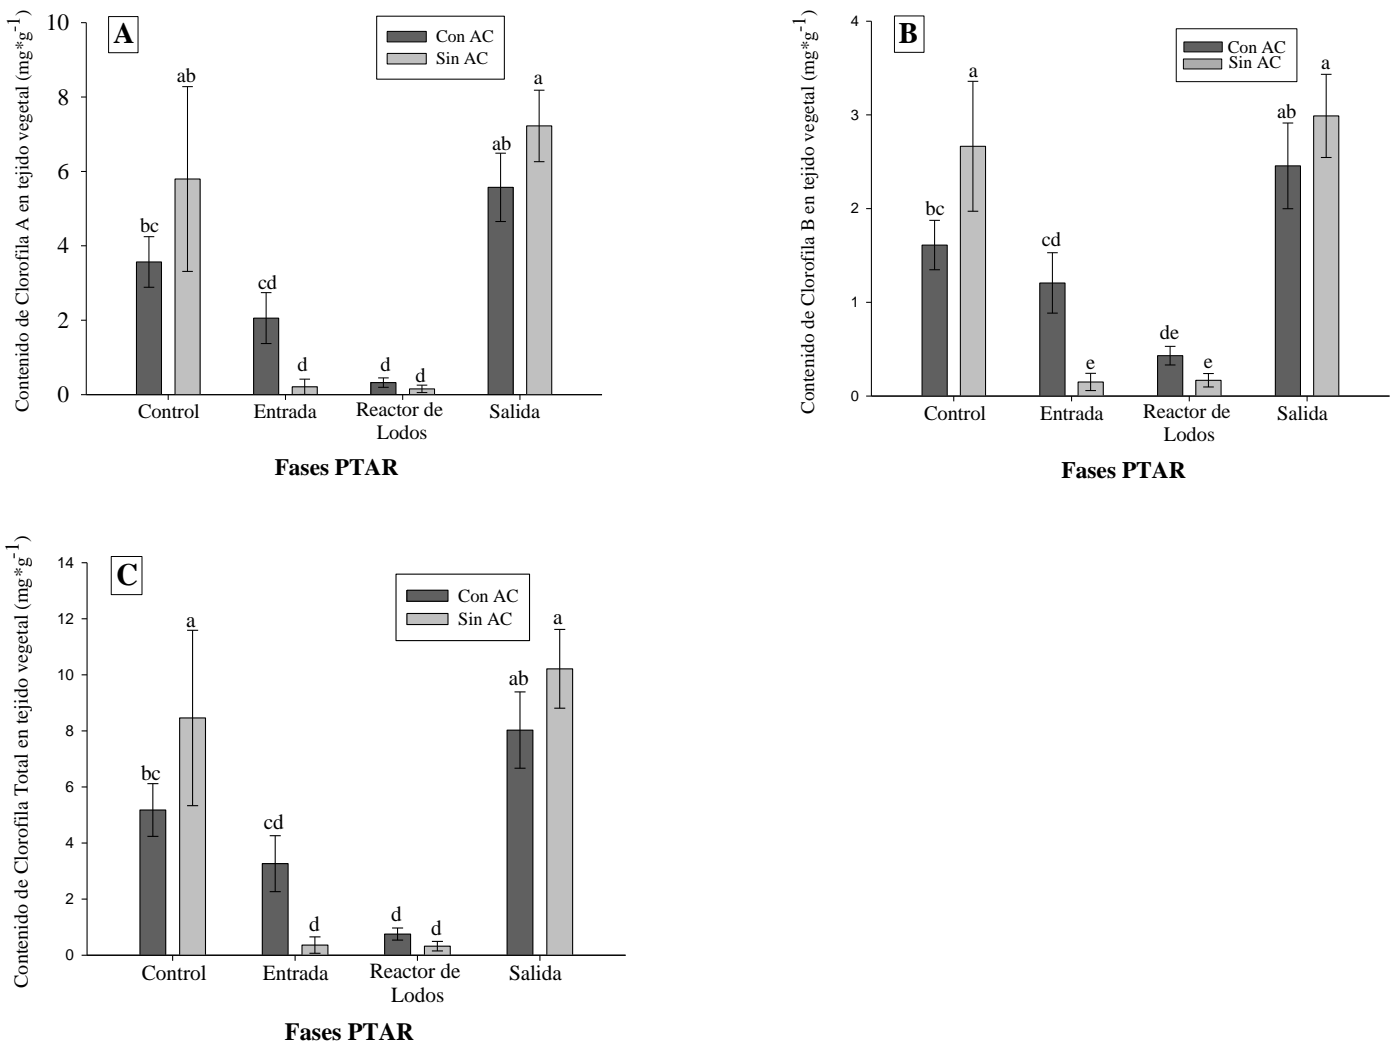 Contenido de Clorofila A en tejido vegetal (mg*g-1)
A
Con AC
Sin AC
10
8
6
4
2
0
bc
ab
cd
d
d
d
ab
a
Control
Entrada
Reactor de
Lodos
Salida
Fases PTAR
Contenido de Clorofila B en tejido vegetal (mg*g-1)
B
Con AC
Sin AC
4
3
2
1
0
bc
a
cd
e
de
e
ab
a
Control
Entrada
Reactor de
Lodos
Salida
Fases PTAR
Contenido de Clorofila Total en tejido vegetal (mg*g-1)
C
Con AC
Sin AC
14
12
10
8
6
4
2
0
bc
a
cd
d
d
d
ab
a
Control
Entrada
Reactor de
Lodos
Salida
Fases PTAR